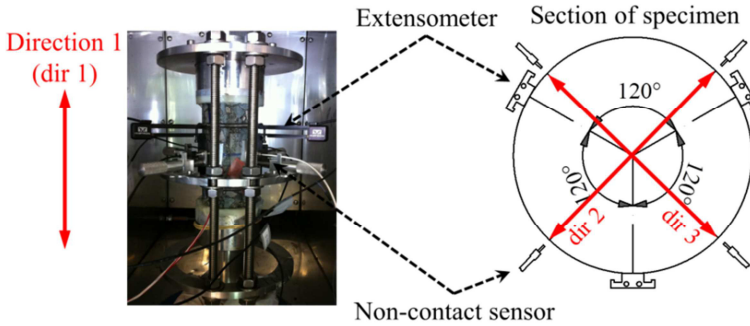 Extensometer
Section of specimen
Direction 1
(dir 1)
120°
120°
120°
dir 2
dir 3
Non-contact sensor